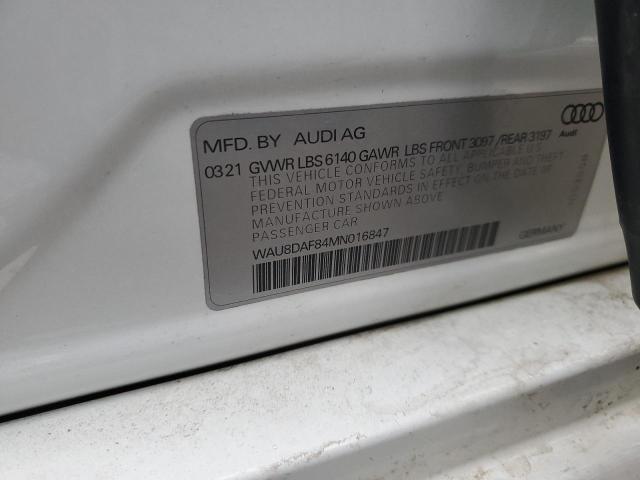 MFD. BY AUDI AG
Audi
03 21 GVWR LBS 6140 GAWR LBS FRONT 3097 / REAR 3197
THIS VEHICLE CONFORMS TO ALL APPLICABLE U.S.
FEDERAL MOTOR VEHICLE SAFETY, BUMPER AND THEFT
PREVENTION STANDARDS IN EFFECT ON THE DATE OF
MANUFACTURE SHOWN ABOVE
PASSENGER CAR
WAU8DAF84MN016847
GERMANY